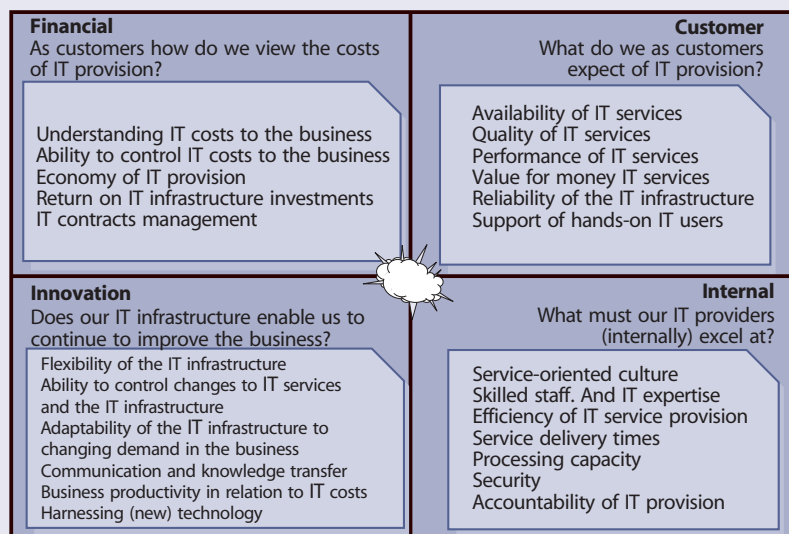 Financial
As customers how do we view the costs
of IT provision?
Understanding IT costs to the business
Ability to control IT costs to the business
Economy of IT provision
Return on IT infrastructure investments
IT contracts management
Customer
What do we as customers
expect of IT provision?
Availability of IT services
Quality of IT services
Performance of IT services
Value for money IT services
Reliability of the IT infrastructure
Support of hands-on IT users
Innovation
Does our IT infrastructure enable us to
continue to improve the business?
Flexibility of the IT infrastructure
Ability to control changes to IT services
and the IT infrastructure
Adaptability of the IT infrastructure to
changing demand in the business
Communication and knowledge transfer
Business productivity in relation to IT costs
Harnessing (new) technology
Internal
What must our IT providers
(internally) excel at?
Service-oriented culture
Skilled staff. And IT expertise
Efficiency of IT service provision
Service delivery times
Processing capacity
Security
Accountability of IT provision